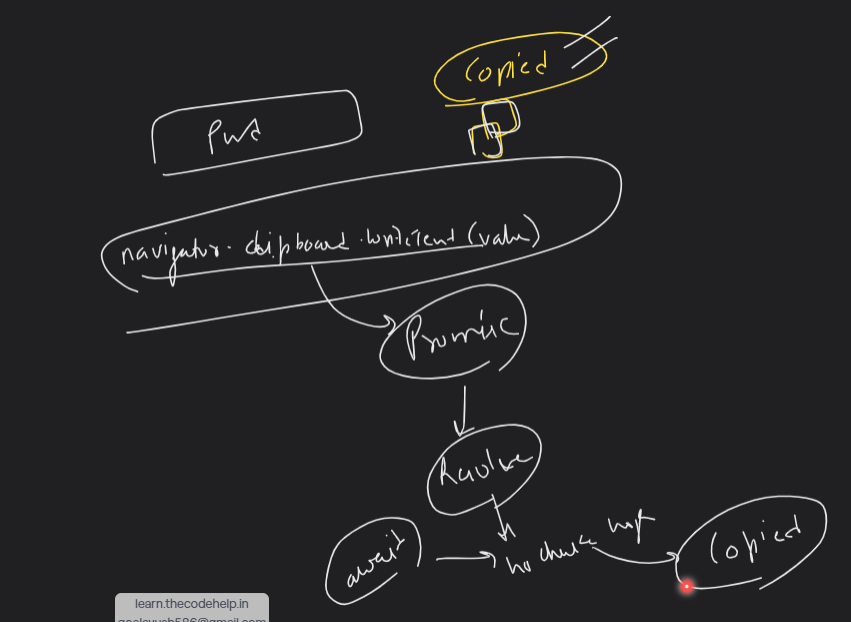 Copied
Pwd
navigator.clipboard.writeText(value)
Promise
Resolve
await
Copied
learn.thecodehelp.in